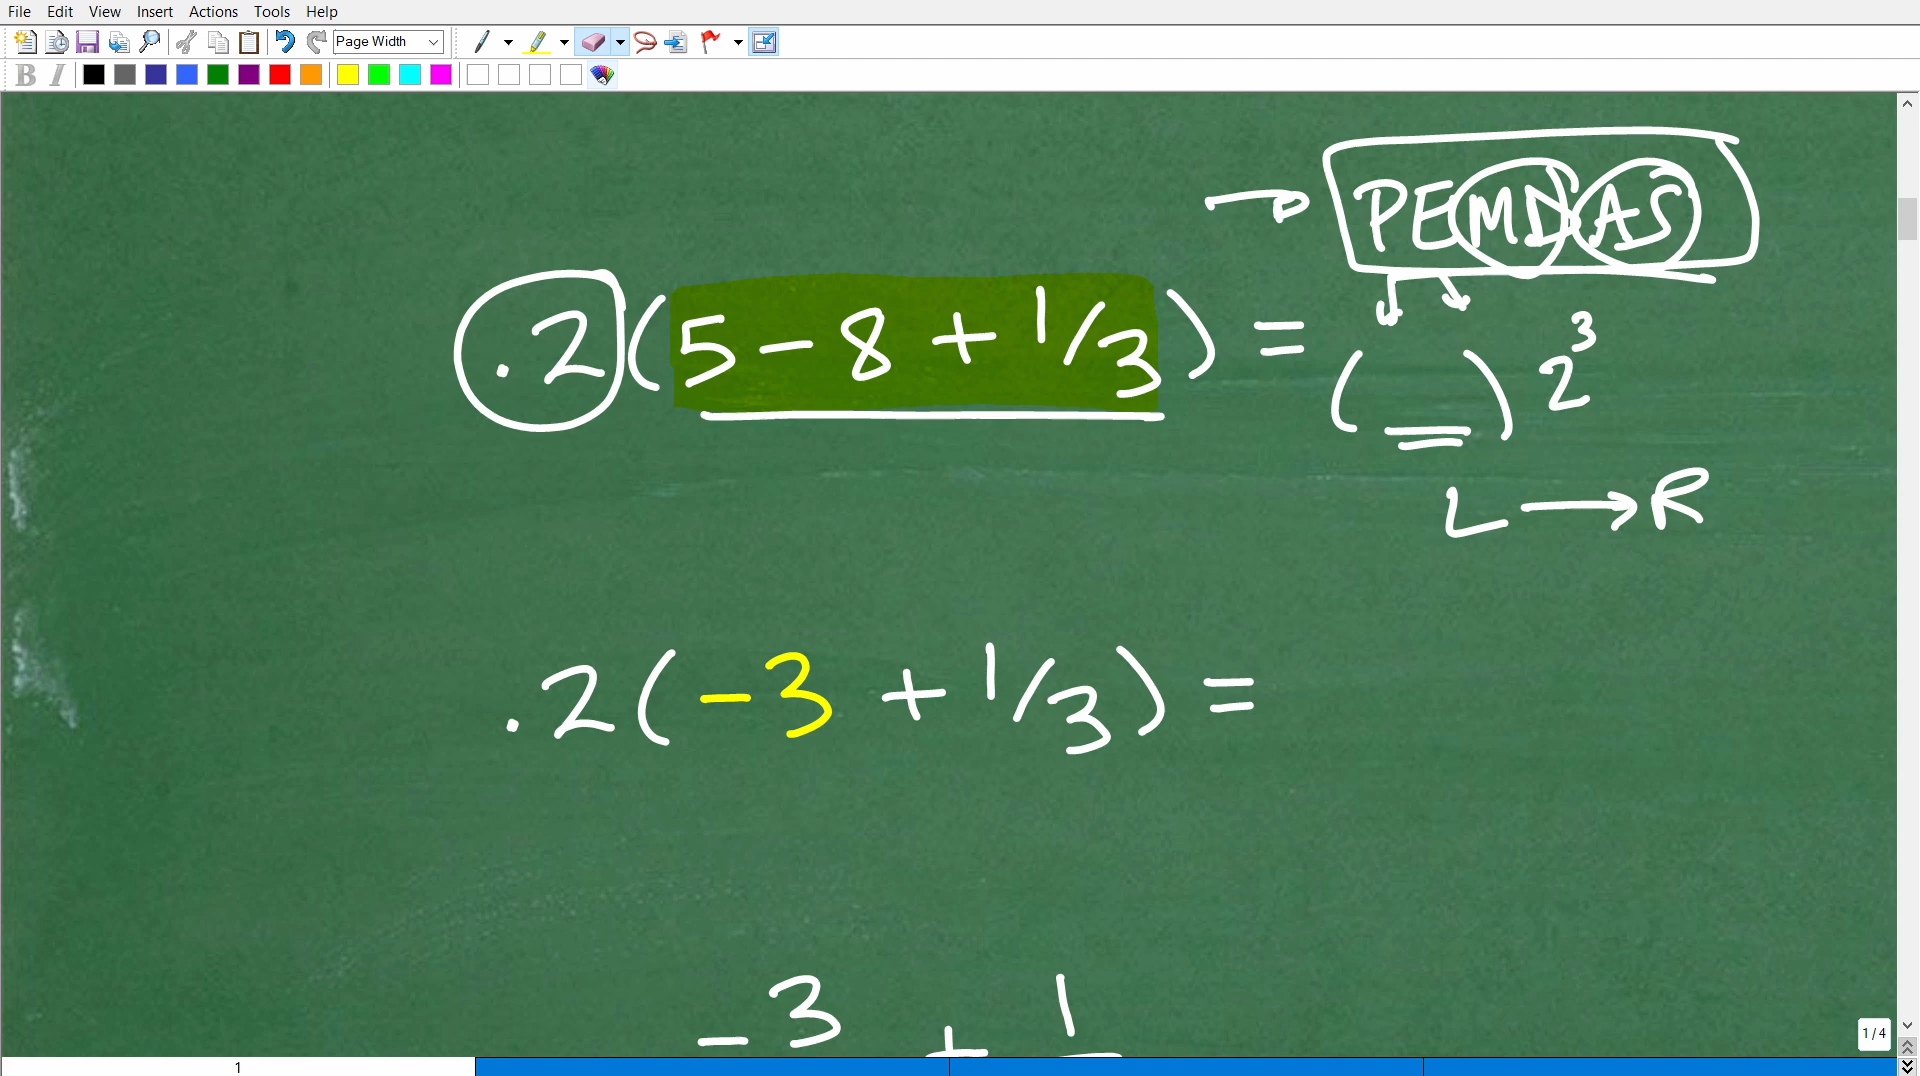 File Edit View Insert Actions Tools Help
Page Width
B I
→ PEMDAS
.2(5-8+1/3)=
( ) 2³
L → R
.2(-3+1/3)=
-3 + 1
1/4
1